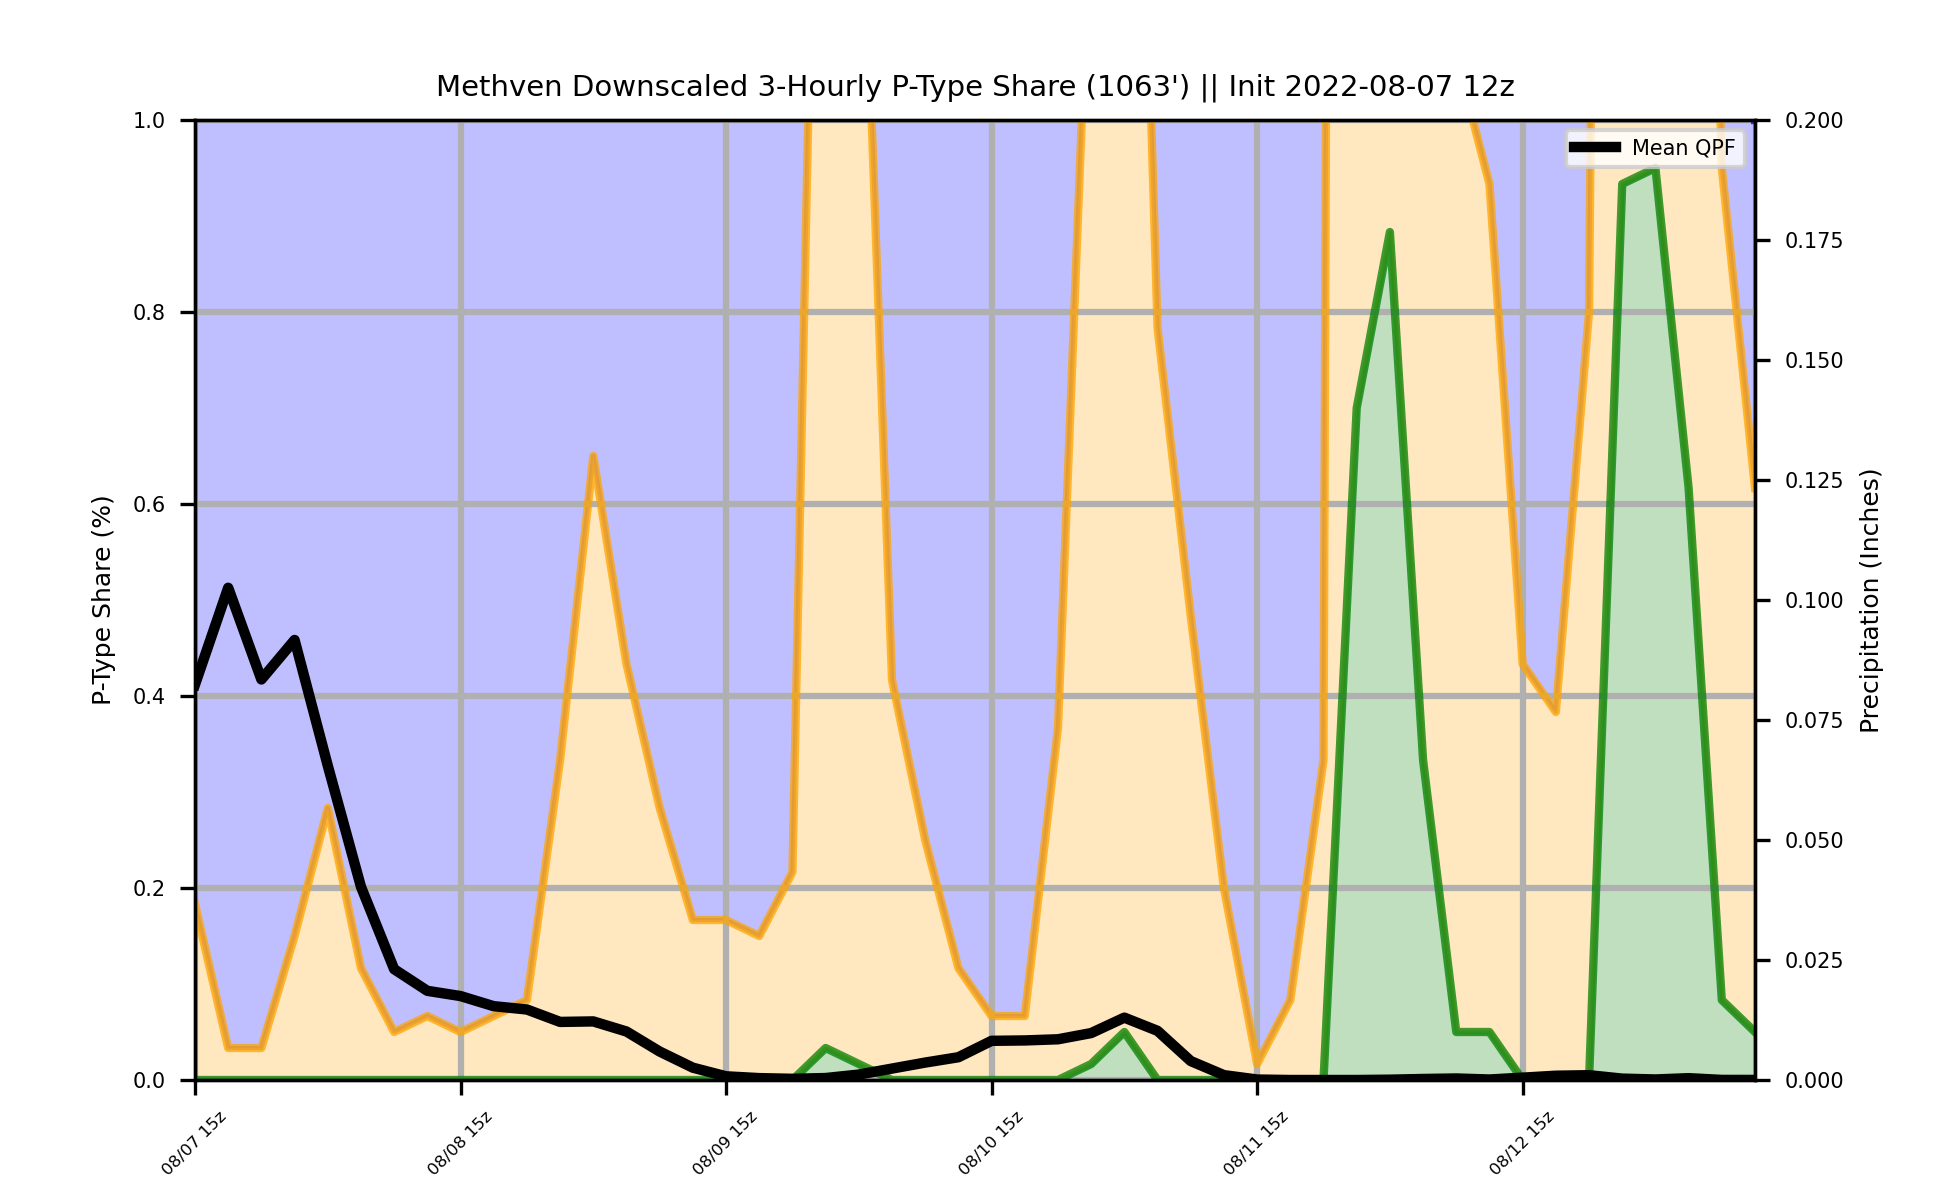 Methven Downscaled 3-Hourly P-Type Share (1063') || Init 2022-08-07 12z
Mean QPF
P-Type Share (%)
1.0
0.8
0.6
0.4
0.2
0.0
0.200
0.175
0.150
0.125
0.100
0.075
0.050
0.025
0.000
Precipitation (Inches)
08/07 15z
08/08 15z
08/09 15z
08/10 15z
08/11 15z
08/12 15z